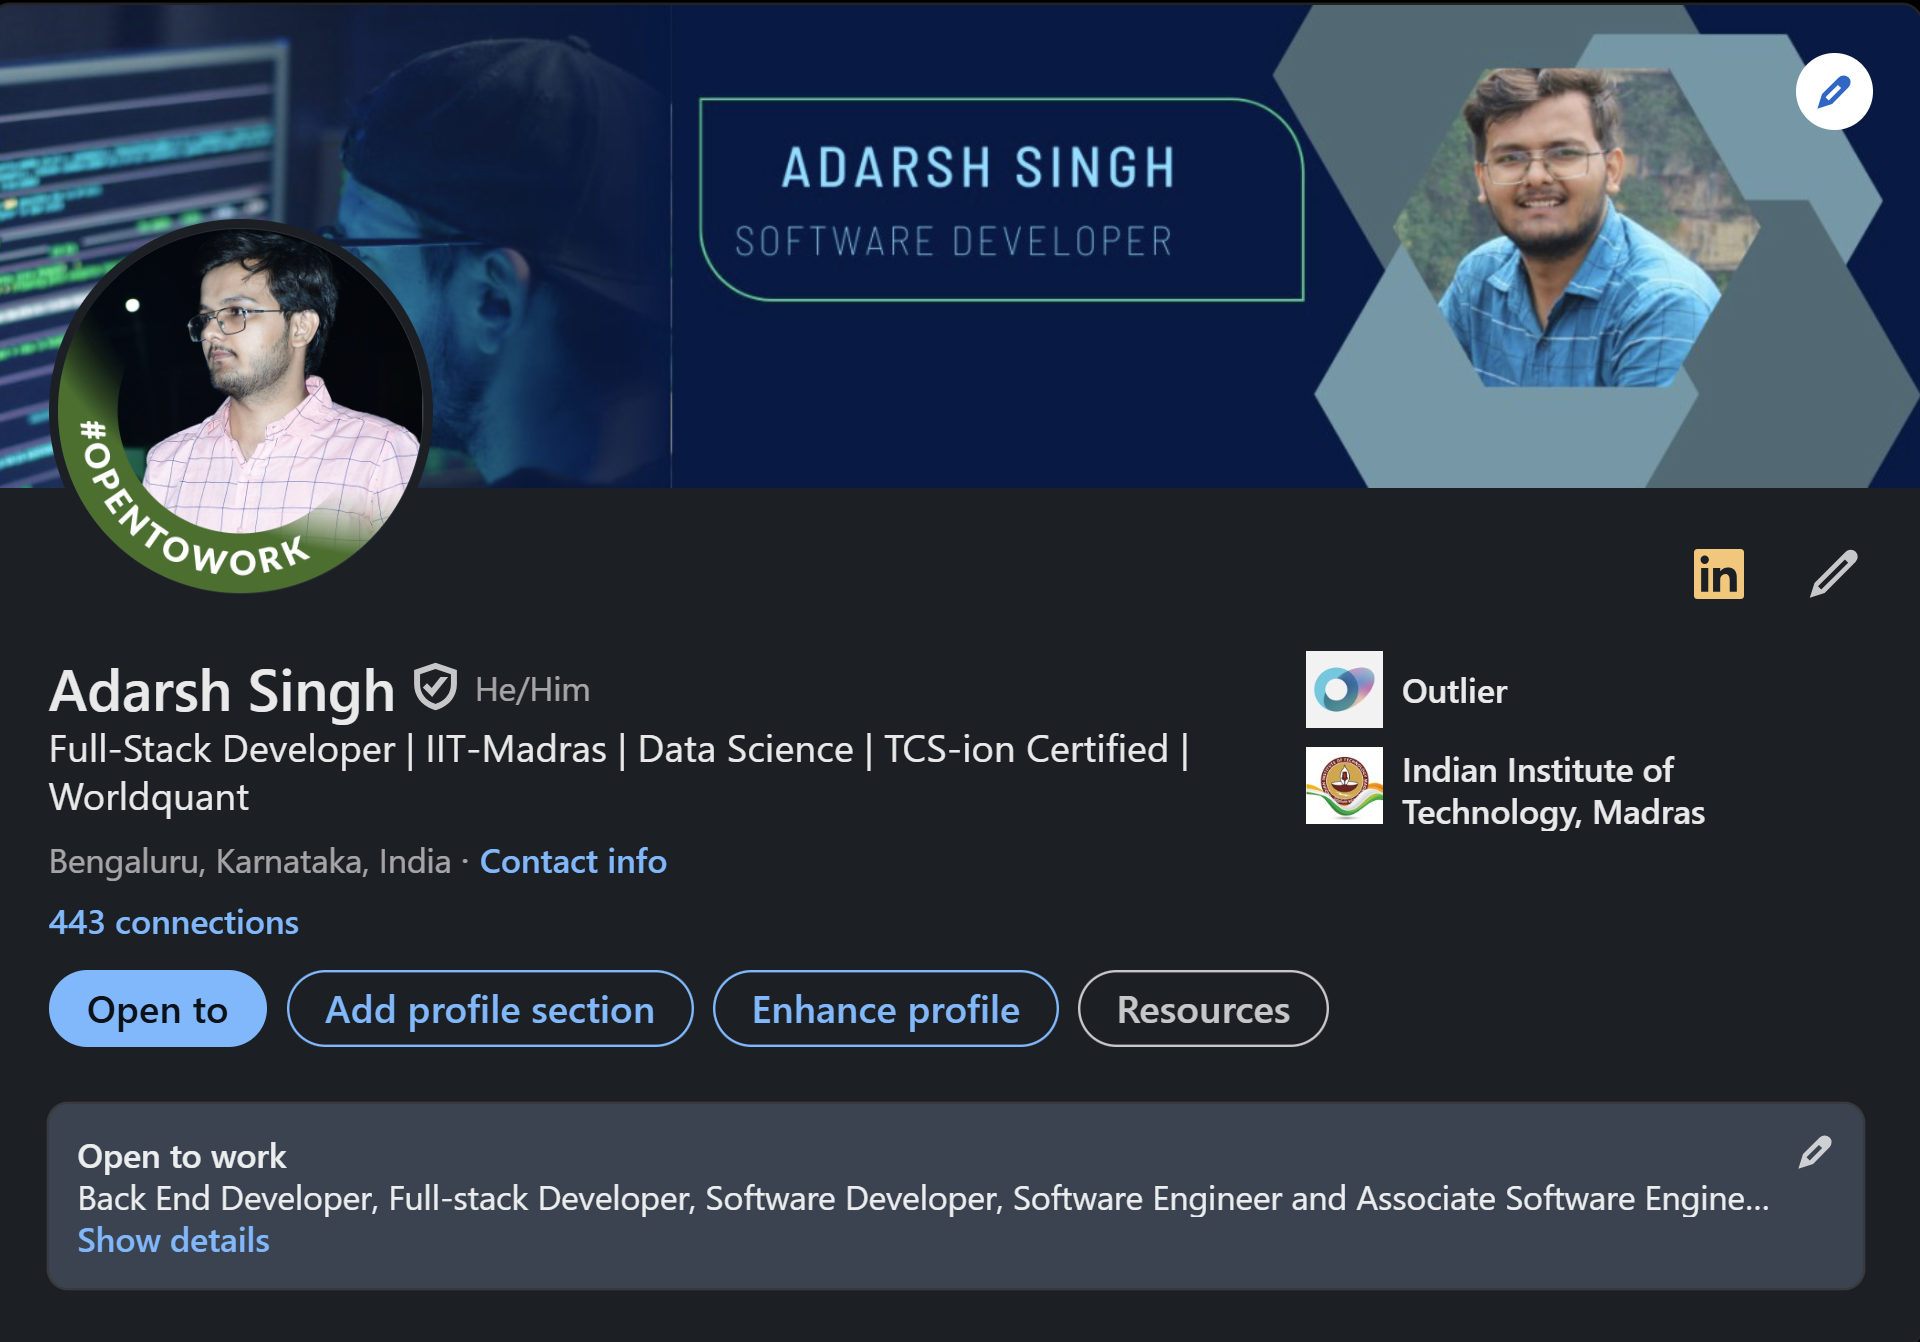 ADARSH SINGH
SOFTWARE DEVELOPER
#OPENTOWORK
in
Adarsh Singh He/Him
Full-Stack Developer | IIT-Madras | Data Science | TCS-ion Certified |
Worldquant
Bengaluru, Karnataka, India · Contact info
443 connections
Outlier
Indian Institute of
Technology, Madras
Open to
Add profile section
Enhance profile
Resources
Open to work
Back End Developer, Full-stack Developer, Software Developer, Software Engineer and Associate Software Engine...
Show details